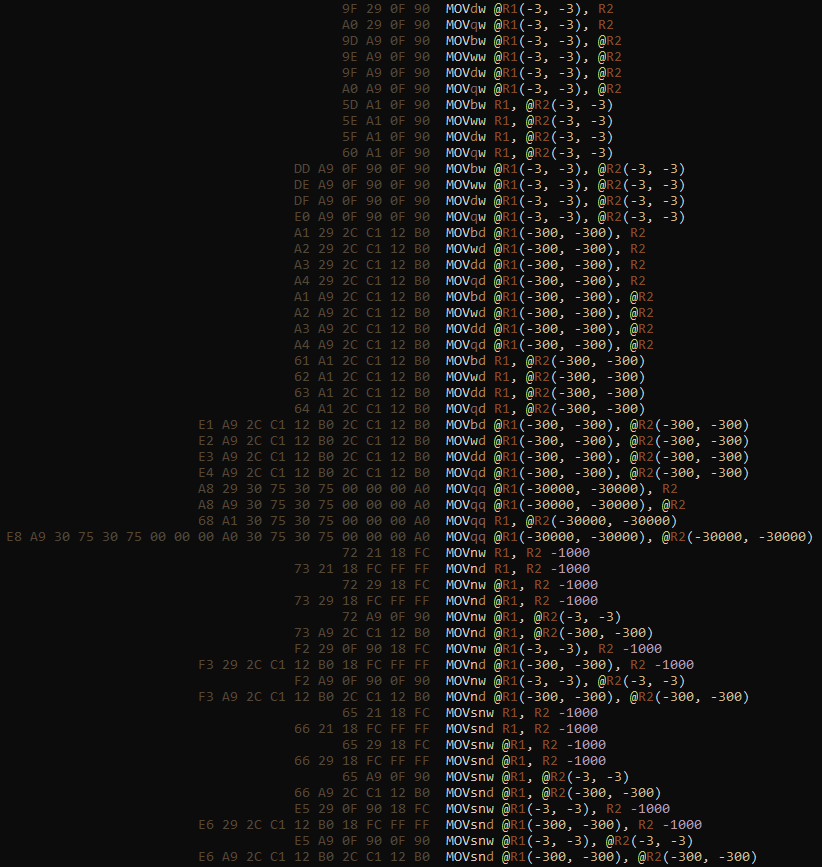 9F 29 0F 90 MOVdw @R1(-3, -3), R2
A0 29 0F 90 MOVqw @R1(-3, -3), R2
9D A9 0F 90 MOVbw @R1(-3, -3), @R2
9E A9 0F 90 MOVww @R1(-3, -3), @R2
9F A9 0F 90 MOVdw @R1(-3, -3), @R2
A0 A9 0F 90 MOVqw @R1(-3, -3), @R2
5D A1 0F 90 MOVbw R1, @R2(-3, -3)
5E A1 0F 90 MOVww R1, @R2(-3, -3)
5F A1 0F 90 MOVdw R1, @R2(-3, -3)
60 A1 0F 90 MOVqw R1, @R2(-3, -3)
DD A9 0F 90 0F 90 MOVbw @R1(-3, -3), @R2(-3, -3)
DE A9 0F 90 0F 90 MOVww @R1(-3, -3), @R2(-3, -3)
DF A9 0F 90 0F 90 MOVdw @R1(-3, -3), @R2(-3, -3)
E0 A9 0F 90 0F 90 MOVqw @R1(-3, -3), @R2(-3, -3)
A1 29 2C C1 12 B0 MOVbd @R1(-300, -300), R2
A2 29 2C C1 12 B0 MOVwd @R1(-300, -300), R2
A3 29 2C C1 12 B0 MOVdd @R1(-300, -300), R2
A4 29 2C C1 12 B0 MOVqd @R1(-300, -300), R2
A1 A9 2C C1 12 B0 MOVbd @R1(-300, -300), @R2
A2 A9 2C C1 12 B0 MOVwd @R1(-300, -300), @R2
A3 A9 2C C1 12 B0 MOVdd @R1(-300, -300), @R2
A4 A9 2C C1 12 B0 MOVqd @R1(-300, -300), @R2
61 A1 2C C1 12 B0 MOVbd R1, @R2(-300, -300)
62 A1 2C C1 12 B0 MOVwd R1, @R2(-300, -300)
63 A1 2C C1 12 B0 MOVdd R1, @R2(-300, -300)
64 A1 2C C1 12 B0 MOVqd R1, @R2(-300, -300)
E1 A9 2C C1 12 B0 2C C1 12 B0 MOVbd @R1(-300, -300), @R2(-300, -300)
E2 A9 2C C1 12 B0 2C C1 12 B0 MOVwd @R1(-300, -300), @R2(-300, -300)
E3 A9 2C C1 12 B0 2C C1 12 B0 MOVdd @R1(-300, -300), @R2(-300, -300)
E4 A9 2C C1 12 B0 2C C1 12 B0 MOVqd @R1(-300, -300), @R2(-300, -300)
A8 29 30 75 30 75 00 00 00 A0 MOVqq @R1(-30000, -30000), R2
A8 A9 30 75 30 75 00 00 00 A0 MOVqq @R1(-30000, -30000), @R2
68 A1 30 75 30 75 00 00 00 A0 MOVqq R1, @R2(-30000, -30000)
E8 A9 30 75 30 75 00 00 00 A0 30 75 30 75 00 00 00 A0 MOVqq @R1(-30000, -30000), @R2(-30000, -30000)
72 21 18 FC MOVnw R1, R2 -1000
73 21 18 FC FF FF MOVnd R1, R2 -1000
72 29 18 FC MOVnw @R1, R2 -1000
73 29 18 FC FF FF MOVnd @R1, R2 -1000
72 A9 0F 90 MOVnw @R1, @R2(-3, -3)
73 A9 2C C1 12 B0 MOVnd @R1, @R2(-300, -300)
F2 29 0F 90 18 FC MOVnw @R1(-3, -3), R2 -1000
F3 29 2C C1 12 B0 18 FC FF FF MOVnd @R1(-300, -300), R2 -1000
F2 A9 0F 90 0F 90 MOVnw @R1(-3, -3), @R2(-3, -3)
F3 A9 2C C1 12 B0 2C C1 12 B0 MOVnd @R1(-300, -300), @R2(-300, -300)
65 21 18 FC MOVsnw R1, R2 -1000
66 21 18 FC FF FF MOVsnd R1, R2 -1000
65 29 18 FC MOVsnw @R1, R2 -1000
66 29 18 FC FF FF MOVsnd @R1, R2 -1000
65 A9 0F 90 MOVsnw @R1, @R2(-3, -3)
66 A9 2C C1 12 B0 MOVsnd @R1, @R2(-300, -300)
E5 29 0F 90 18 FC MOVsnw @R1(-3, -3), R2 -1000
E6 29 2C C1 12 B0 18 FC FF FF MOVsnd @R1(-300, -300), R2 -1000
E5 A9 0F 90 0F 90 MOVsnw @R1(-3, -3), @R2(-3, -3)
E6 A9 2C C1 12 B0 2C C1 12 B0 MOVsnd @R1(-300, -300), @R2(-300, -300)